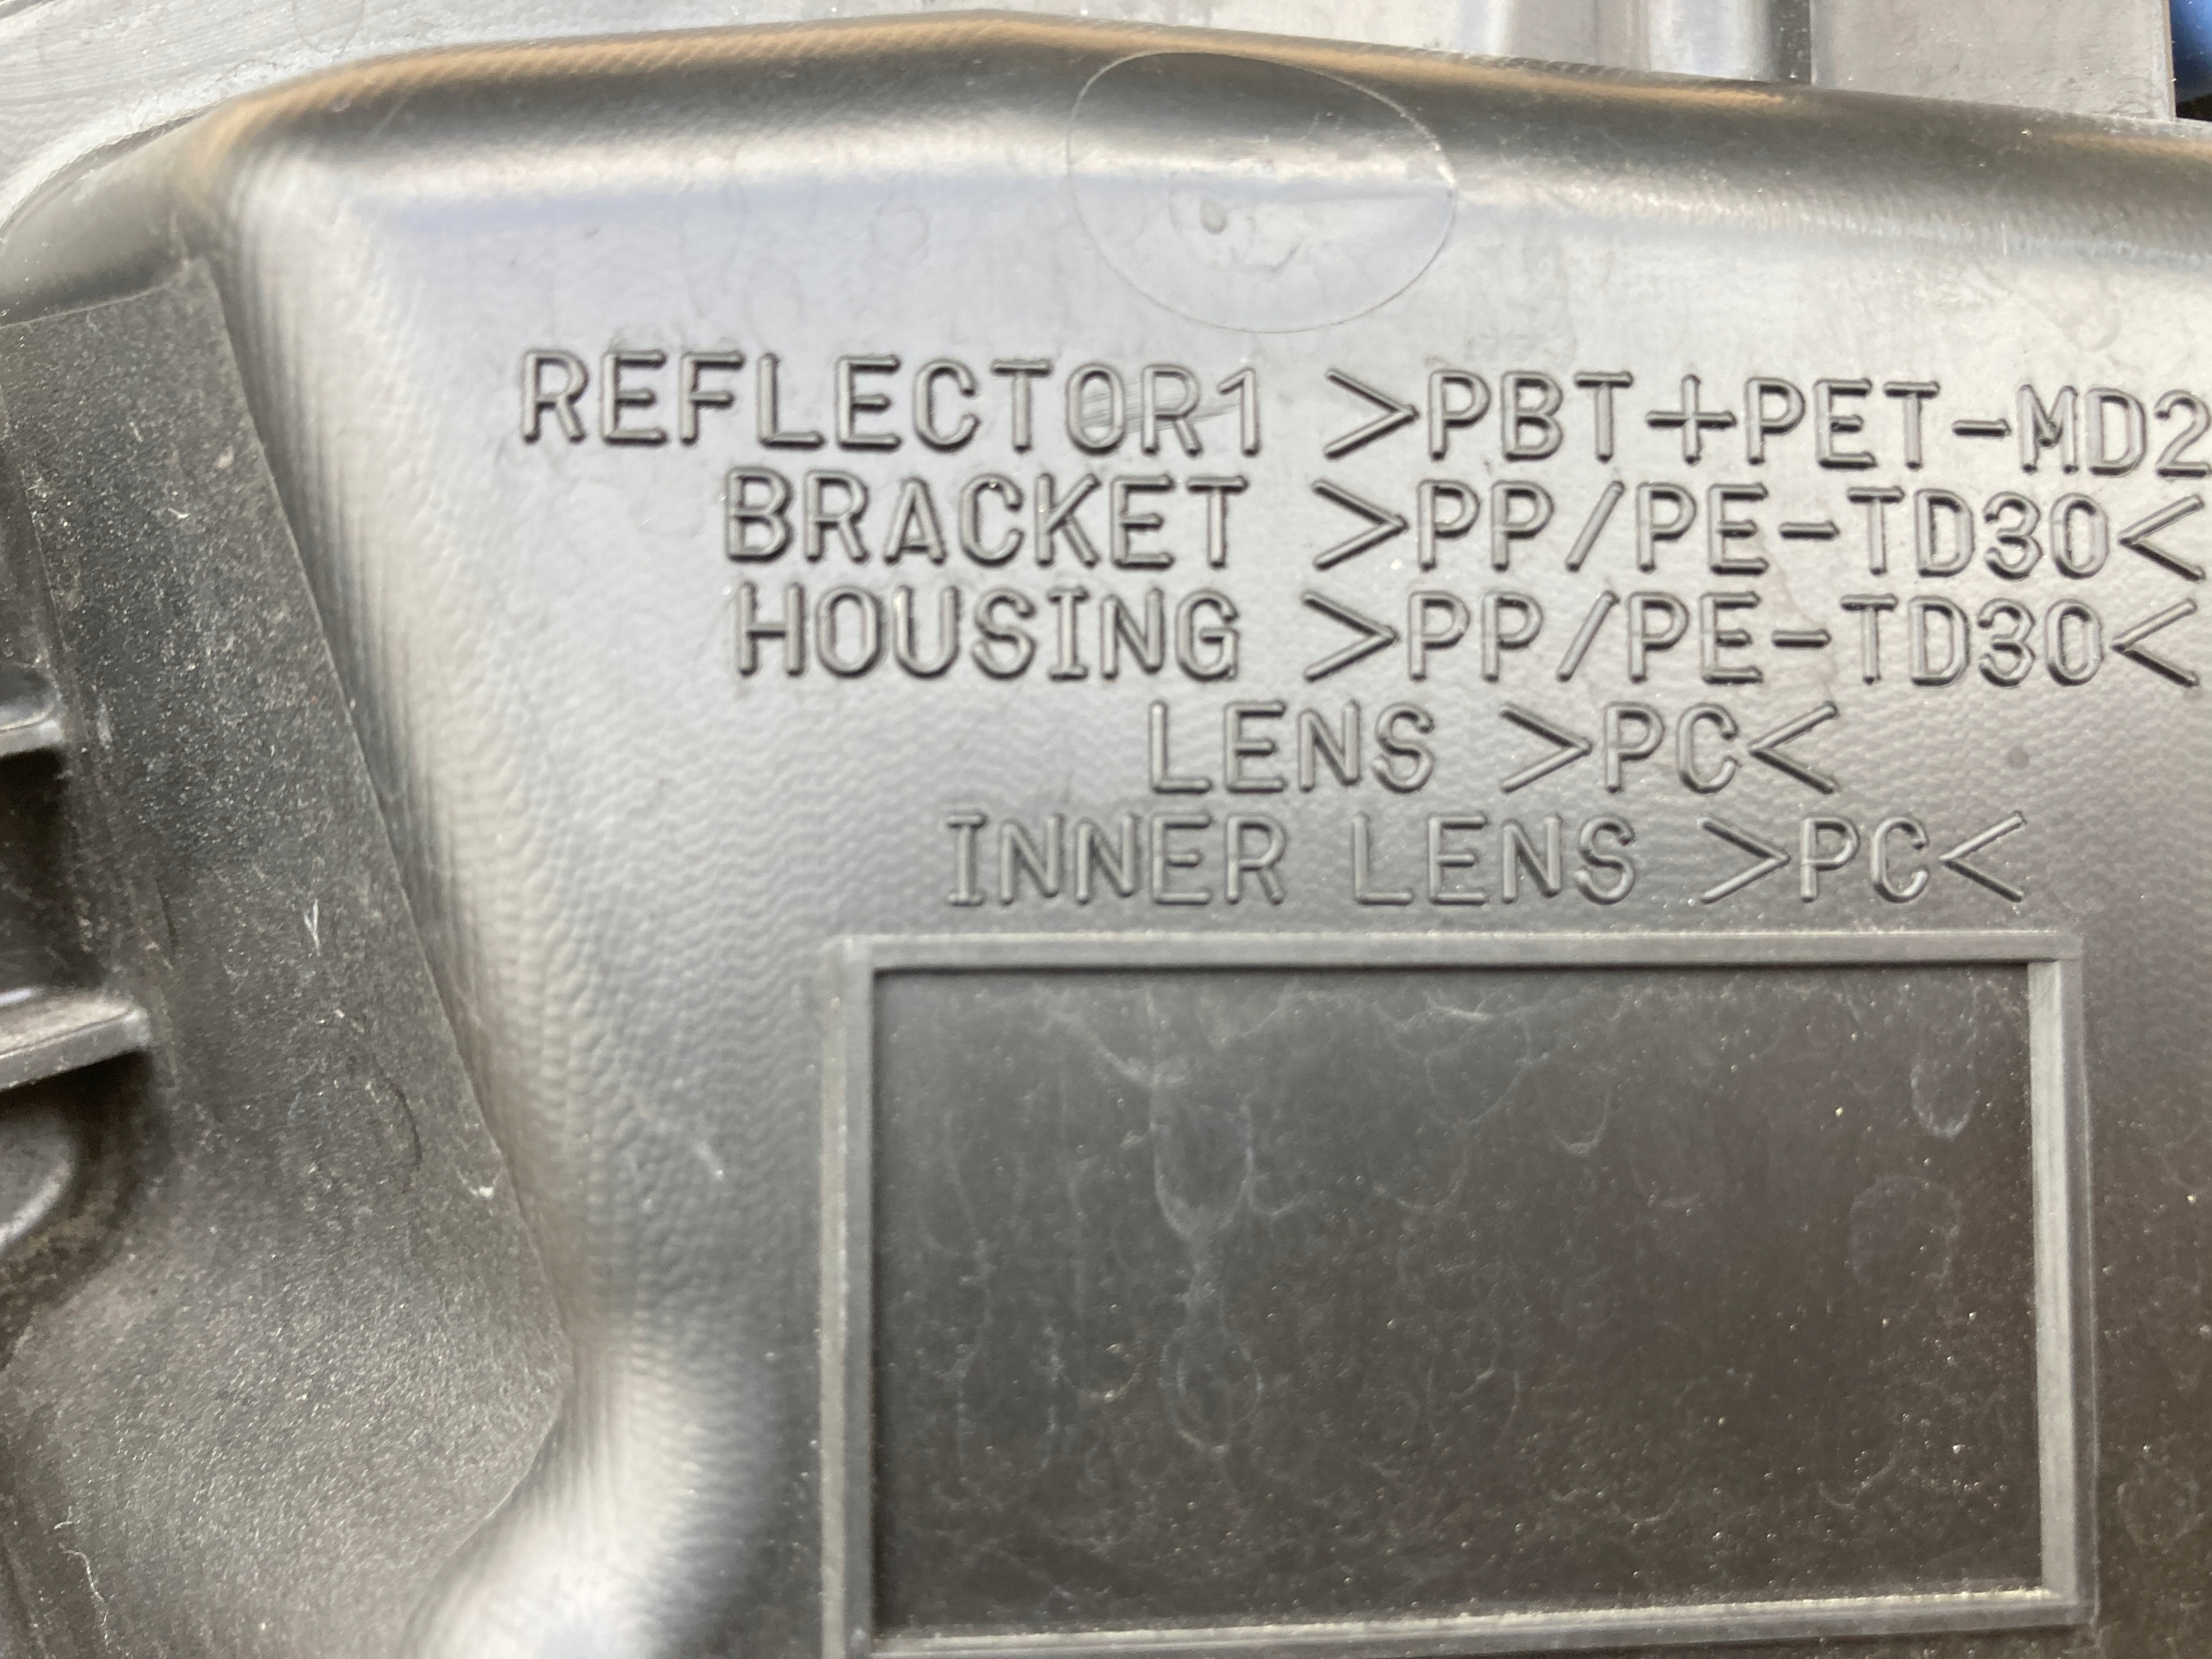 REFLECTOR1 >PBT+PET-MD2
BRACKET >PP/PE-TD30<
HOUSING >PP/PE-TD30<
LENS >PC<
INNER LENS >PC<